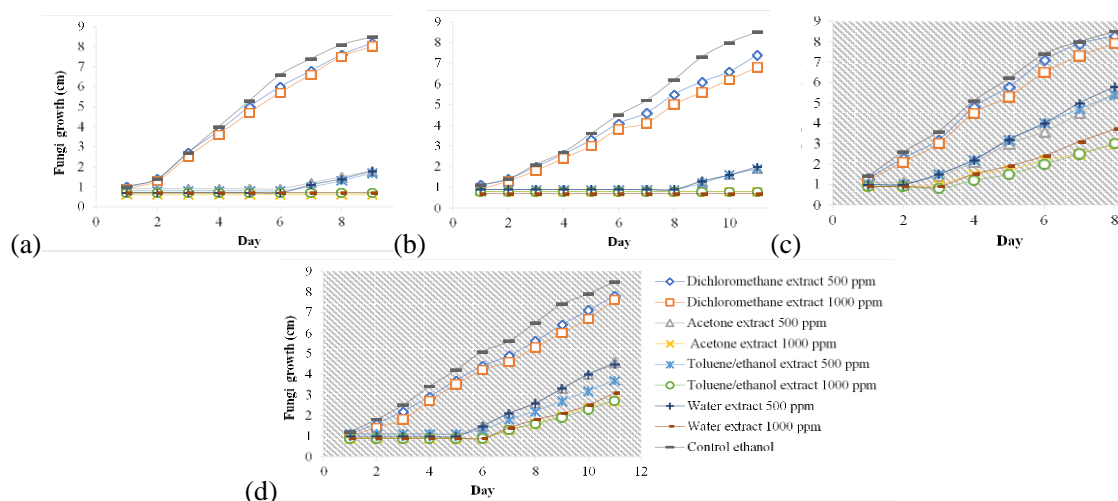 9
8
7
6
5
4
3
2
1
0
Fungi growth (cm)
0 2 4 6 8
Day
(a)
9
8
7
6
5
4
3
2
1
0
0 2 4 6 8 10
Day
(b)
9
8
7
6
5
4
3
2
1
0
0 2 4 6 8
Day
(c)
9
8
7
6
5
4
3
2
1
0
Fungi growth (cm)
0 2 4 6 8 10 12
Day
(d)
Dichloromethane extract 500 ppm
Dichloromethane extract 1000 ppm
Acetone extract 500 ppm
Acetone extract 1000 ppm
Toluene/ethanol extract 500 ppm
Toluene/ethanol extract 1000 ppm
Water extract 500 ppm
Water extract 1000 ppm
Control ethanol